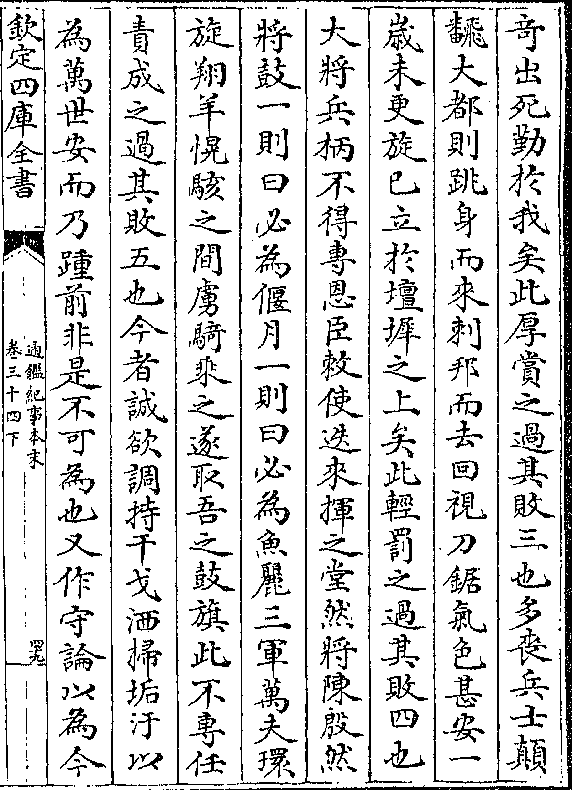 竒出死勤於我矣此厚賞之過其敗三也多喪兵士顛
翻大都則跳身而來刺邦而去回視刀鋸氣色甚安一
歲未更旋已立於壇墀之上矣此輕罰之過其敗四也
大將兵柄不得專恩臣敕使迭來揮之堂然將陳殷然
將鼓一則曰必為偃月一則曰必為魚麗三軍萬夫環
旋翔羊愰駭之間虜騎乗之遂取吾之鼓旗此不專任
責成之過其敗五也今者誠欲調持干戈洒掃垢汙以
為萬世安而乃踵前非是不可為也又作守論以為今
欽定四庫全書
通鑑紀事本末
卷三十四下
四九